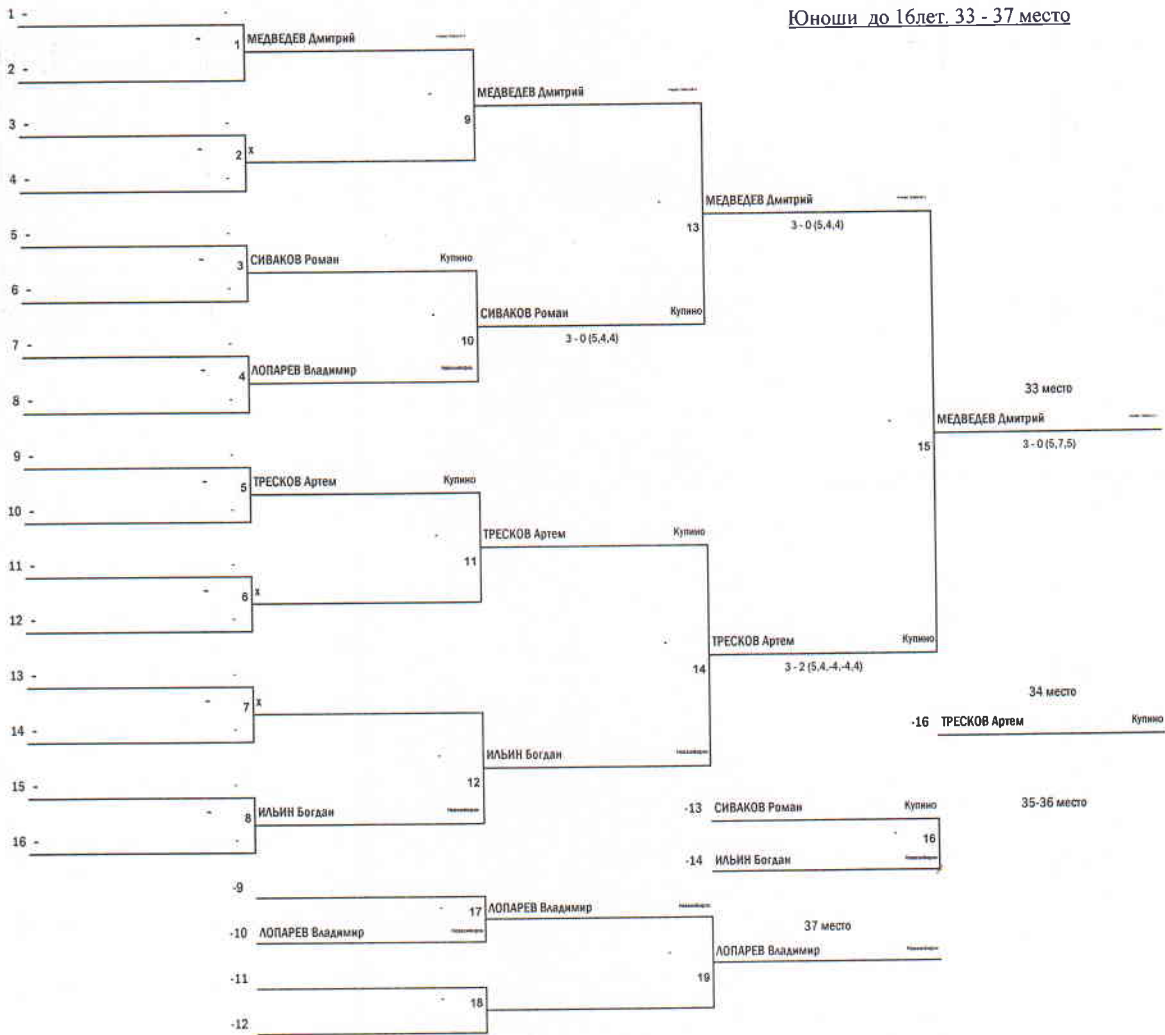 Юноши до 16лет. 33 - 37 место
1 -
-
- 1 МЕДВЕДЕВ Дмитрий
2 -
-
МЕДВЕДЕВ Дмитрий
9
3 -
-
- 2 X
4 -
-
МЕДВЕДЕВ Дмитрий
13
3 - 0 (5,4,4)
5 -
-
- 3 СИВАКОВ Роман Купино
6 -
-
СИВАКОВ Роман Купино
10
3 - 0 (5,4,4)
7 -
-
- 4 ЛОПАРЕВ Владимир
8 -
-
33 место
МЕДВЕДЕВ Дмитрий
15
3 - 0 (5,7,5)
9 -
-
- 5 ТРЕСКОВ Артем Купино
10 -
-
ТРЕСКОВ Артем Купино
11
11 -
-
- 6 X
12 -
-
ТРЕСКОВ Артем Купино
14
3 - 2 (5,4,-4,-4,4)
13 -
-
- 7 X
14 -
-
34 место
-16 ТРЕСКОВ Артем Купино
ИЛЬИН Богдан
12
15 -
-
- 8 ИЛЬИН Богдан
16 -
-
-13 СИВАКОВ Роман Купино
35-36 место
16
-14 ИЛЬИН Богдан
-9
17 ЛОПАРЕВ Владимир
-10 ЛОПАРЕВ Владимир
37 место
ЛОПАРЕВ Владимир
19
-11
18
-12